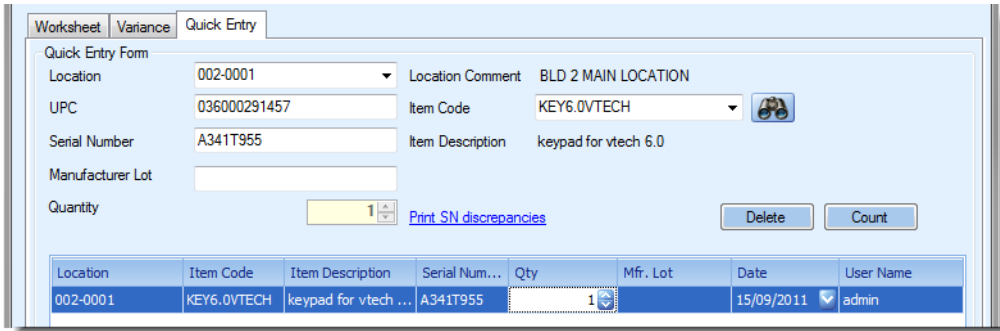 Worksheet Variance Quick Entry
Quick Entry Form
Location 002-0001 Location Comment BLD 2 MAIN LOCATION
UPC 036000291457 Item Code KEY6.0VTECH
Serial Number A341T955 Item Description keypad for vtech 6.0
Manufacturer Lot
Quantity 1 Print SN discrepancies Delete Count
Location Item Code Item Description Serial Num... Qty Mfr. Lot Date User Name
002-0001 KEY6.0VTECH keypad for vtech ... A341T955 1 15/09/2011 admin